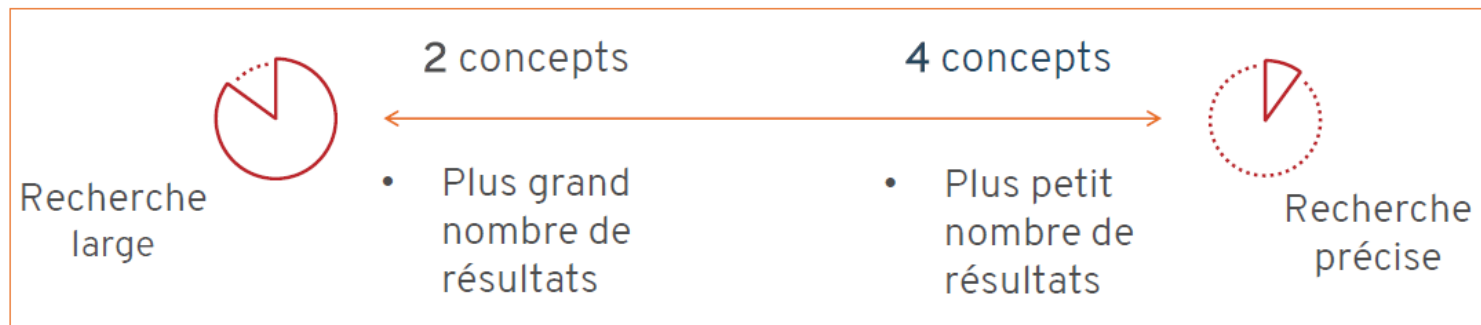 2 concepts
4 concepts
Recherche
large
• Plus grand
nombre de
résultats
• Plus petit
nombre de
résultats
Recherche
précise